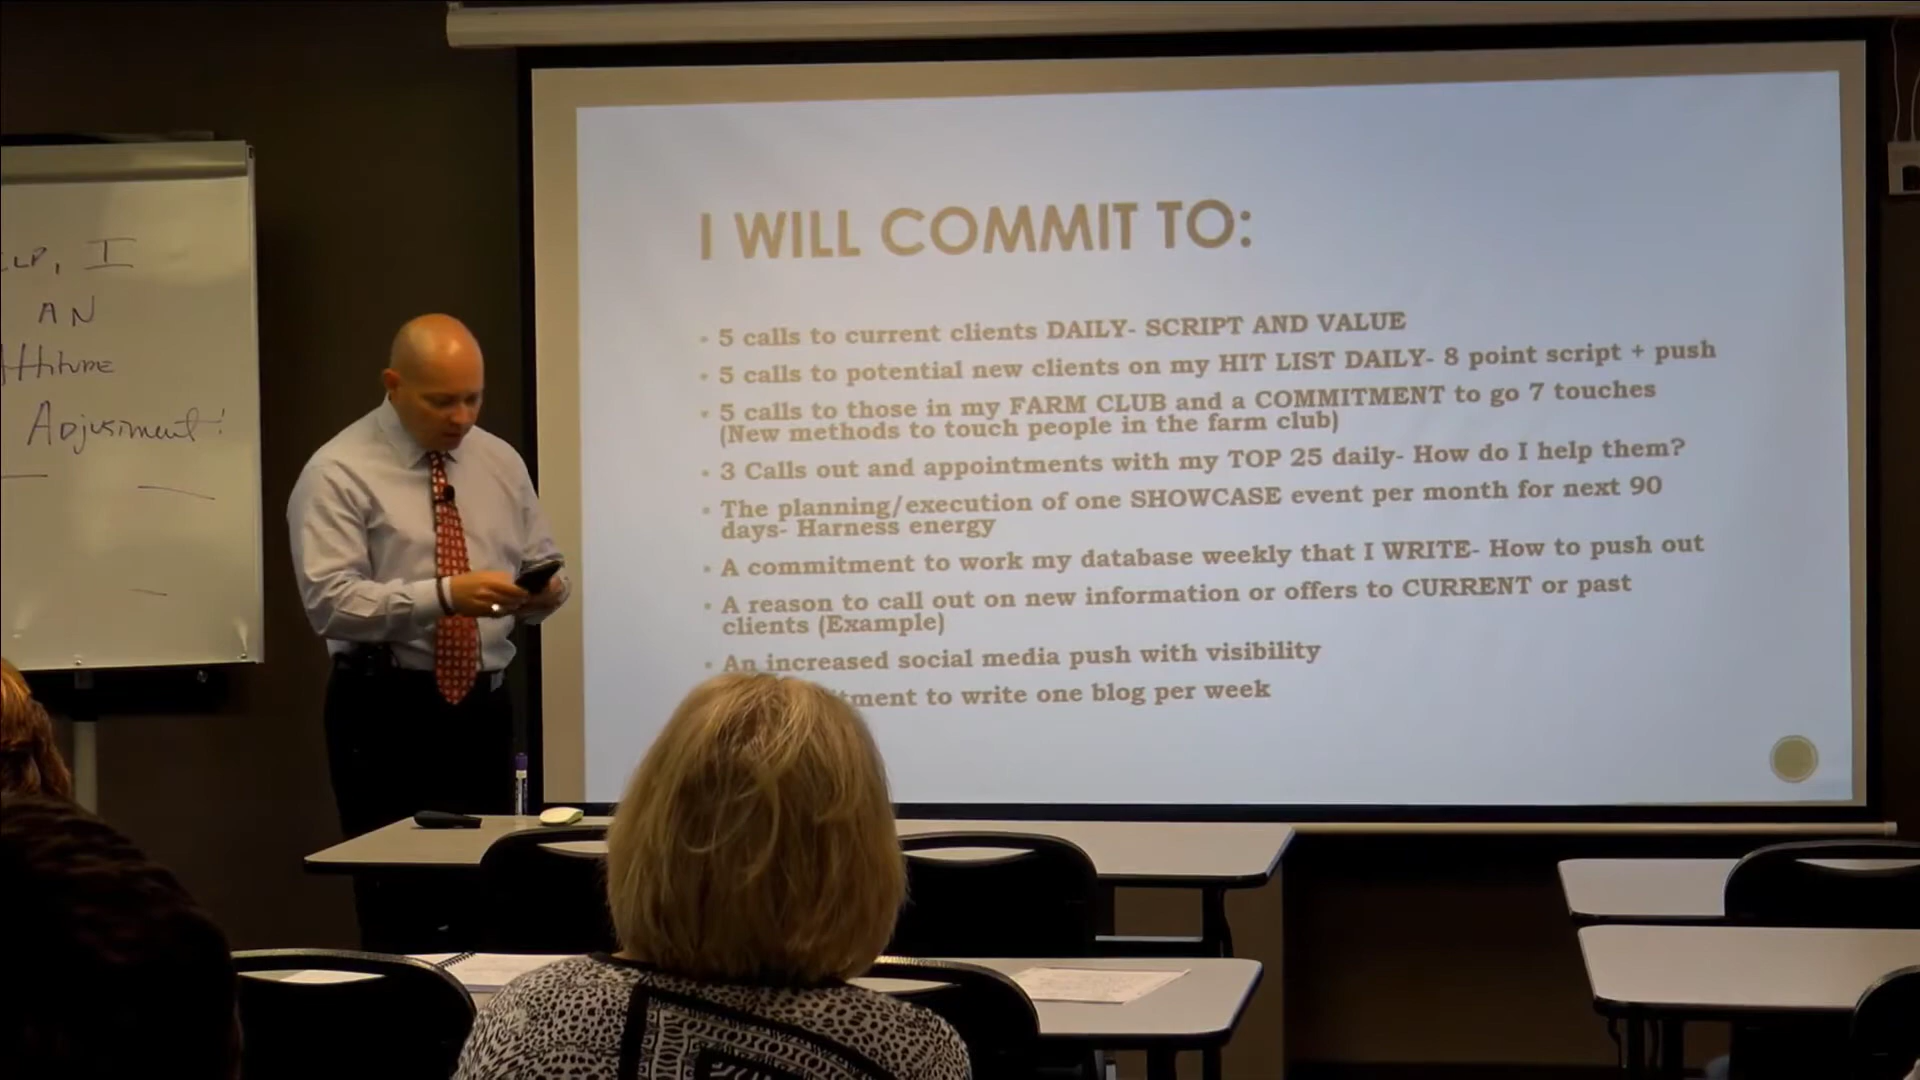 I
AN
Adjusiment!
I WILL COMMIT TO:
• 5 calls to current clients DAILY- SCRIPT AND VALUE
• 5 calls to potential new clients on my HIT LIST DAILY- 8 point script + push
• 5 calls to those in my FARM CLUB and a COMMITMENT to go 7 touches
(New methods to touch people in the farm club)
• 3 Calls out and appointments with my TOP 25 daily- How do I help them?
• The planning/execution of one SHOWCASE event per month for next 90
days- Harness energy
• A commitment to work my database weekly that I WRITE- How to push out
• A reason to call out on new information or offers to CURRENT or past
clients (Example)
• An increased social media push with visibility
to write one blog per week